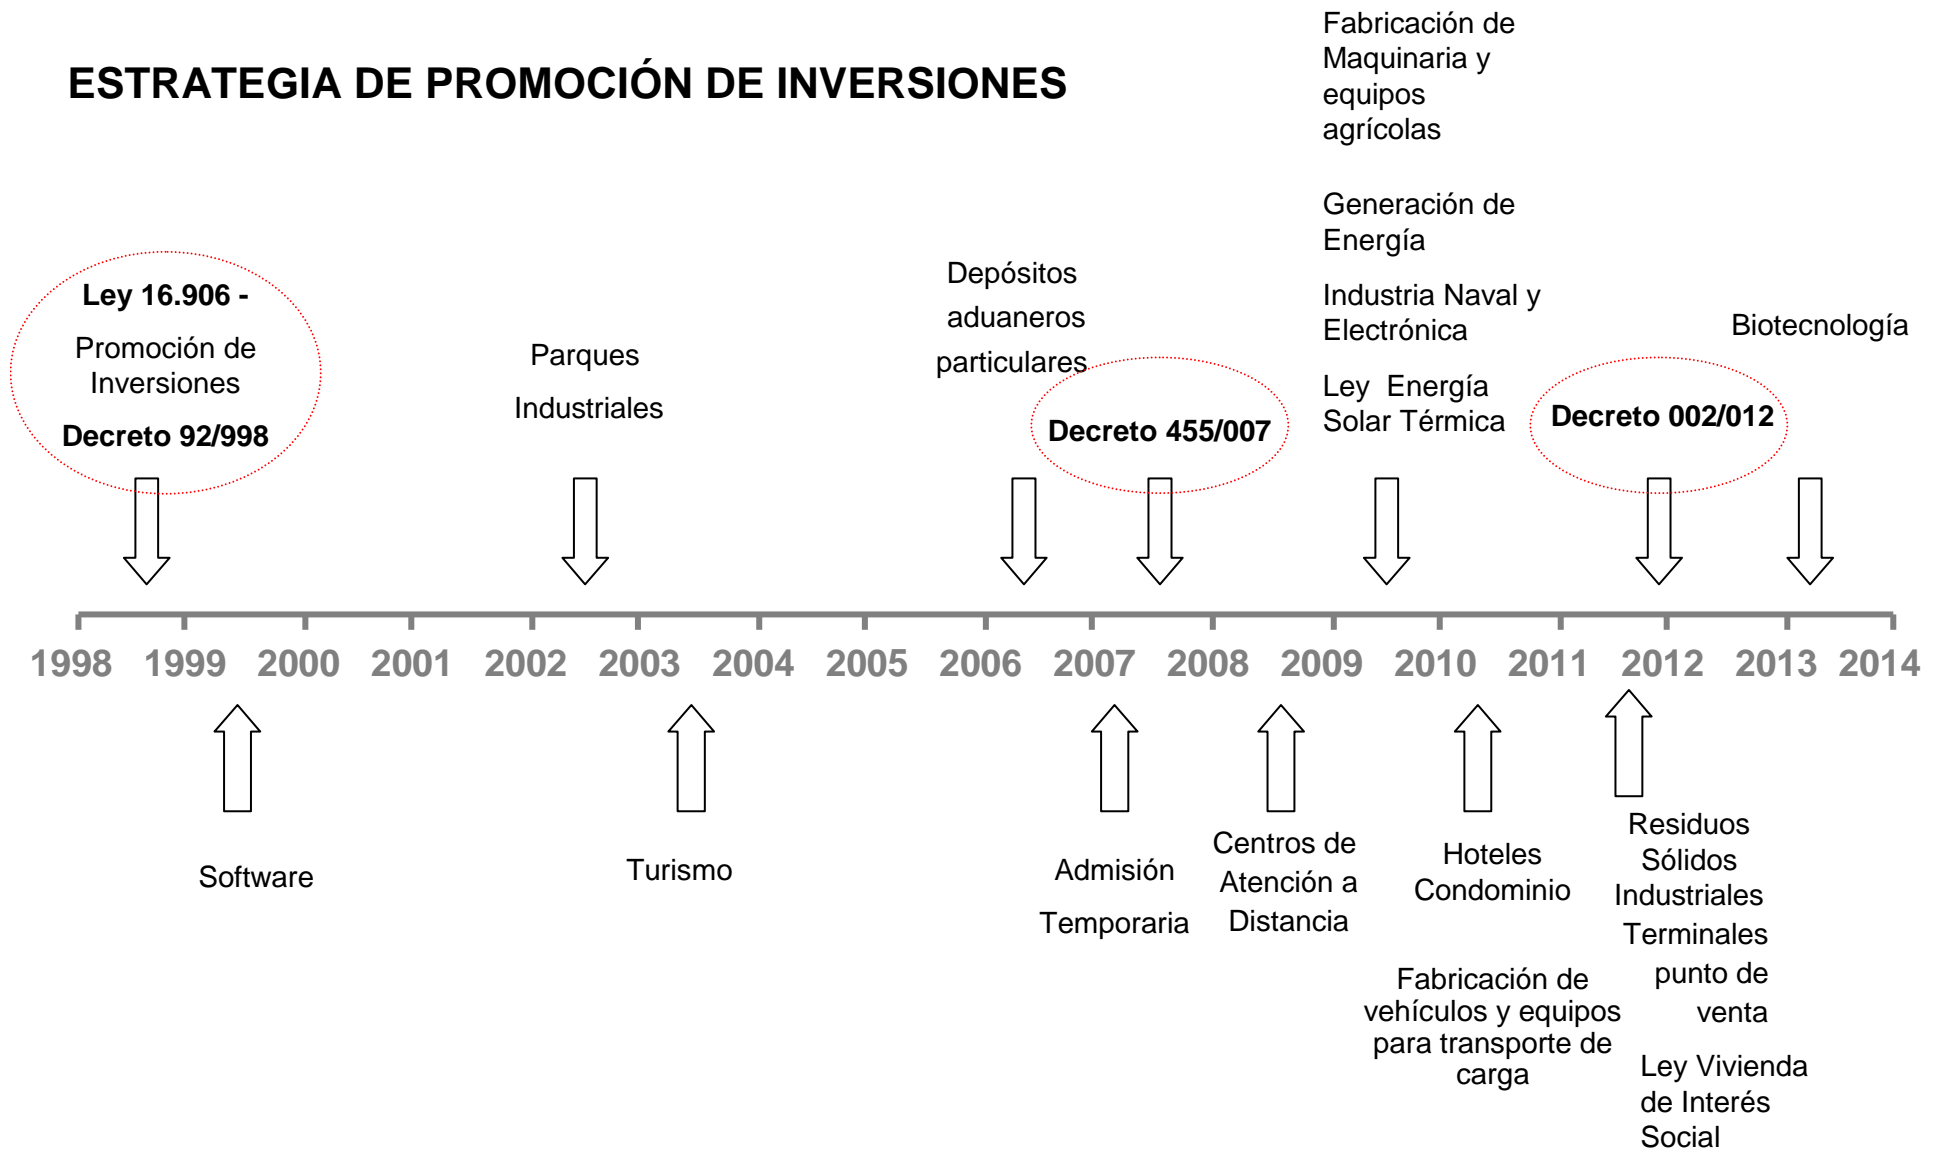 ESTRATEGIA DE PROMOCIÓN DE INVERSIONES
Ley 16.906 -
Promoción de
Inversiones
Decreto 92/998
Parques
Industriales
Depósitos
aduaneros
particulares
Decreto 455/007
Fabricación de
Maquinaria y
equipos
agrícolas
Generación de
Energía
Industria Naval y
Electrónica
Ley Energía
Solar Térmica
Decreto 002/012
Biotecnología
1998 1999 2000 2001 2002 2003 2004 2005 2006 2007 2008 2009 2010 2011 2012 2013 2014
Software
Turismo
Admisión
Temporaria
Centros de
Atención a
Distancia
Hoteles
Condominio
Fabricación de
vehículos y equipos
para transporte de
carga
Residuos
Sólidos
Industriales
Terminales
punto de
venta
Ley Vivienda
de Interés
Social